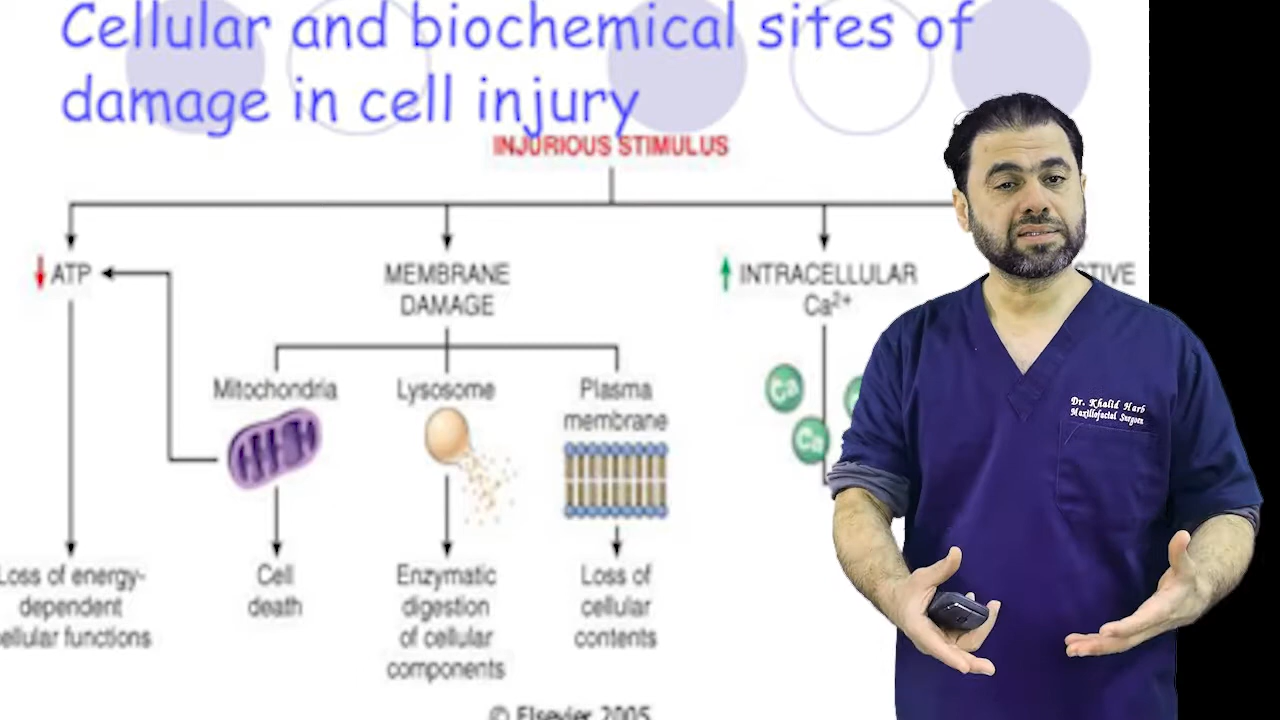 Cellular and biochemical sites of
damage in cell injury
INJURIOUS STIMULUS
ATP
MEMBRANE
DAMAGE
INTRACELLULAR
Ca2+
CTIVE
Mitochondria
Lysosome
Plasma
membrane
Ca
Ca
Dr. Khalid Harb
Maxillofacial Surgeon
Loss of energy-
dependent
ellular functions
Cell
death
Enzymatic
digestion
of cellular
components
Loss of
cellular
contents
© Elsevier 2005